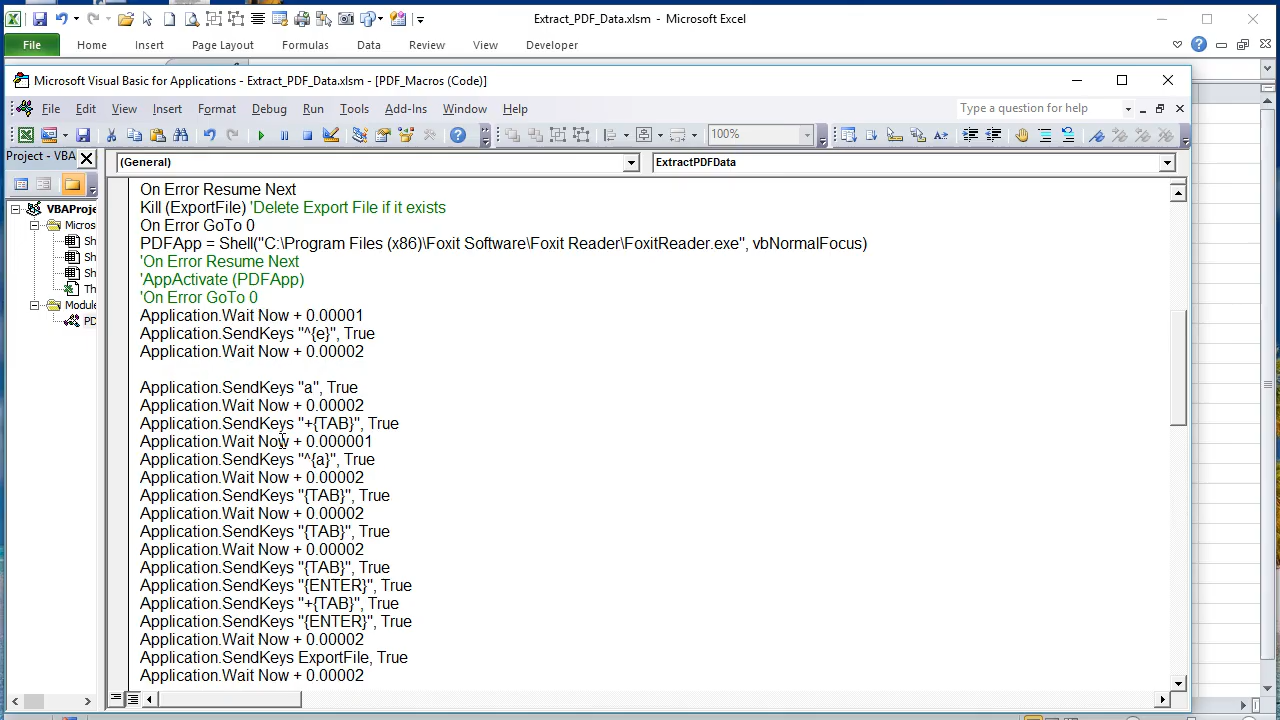 Extract_PDF_Data.xlsm - Microsoft Excel
File Home Insert Page Layout Formulas Data Review View Developer
Microsoft Visual Basic for Applications - Extract_PDF_Data.xlsm - [PDF_Macros (Code)]
File Edit View Insert Format Debug Run Tools Add-Ins Window Help Type a question for help
100%
Project - VBA
(General) ExtractPDFData
VBAProje
Micros
Sh
Sh
Sh
Th
Module
PD
On Error Resume Next
Kill (ExportFile) 'Delete Export File if it exists
On Error GoTo 0
PDFApp = Shell("C:\Program Files (x86)\Foxit Software\Foxit Reader\FoxitReader.exe", vbNormalFocus)
'On Error Resume Next
'AppActivate (PDFApp)
'On Error GoTo 0
Application.Wait Now + 0.00001
Application.SendKeys "^{e}", True
Application.Wait Now + 0.00002
Application.SendKeys "a", True
Application.Wait Now + 0.00002
Application.SendKeys "+{TAB}", True
Application.Wait Now + 0.000001
Application.SendKeys "^{a}", True
Application.Wait Now + 0.00002
Application.SendKeys "{TAB}", True
Application.Wait Now + 0.00002
Application.SendKeys "{TAB}", True
Application.Wait Now + 0.00002
Application.SendKeys "{TAB}", True
Application.SendKeys "{ENTER}", True
Application.SendKeys "+{TAB}", True
Application.SendKeys "{ENTER}", True
Application.Wait Now + 0.00002
Application.SendKeys ExportFile, True
Application.Wait Now + 0.00002